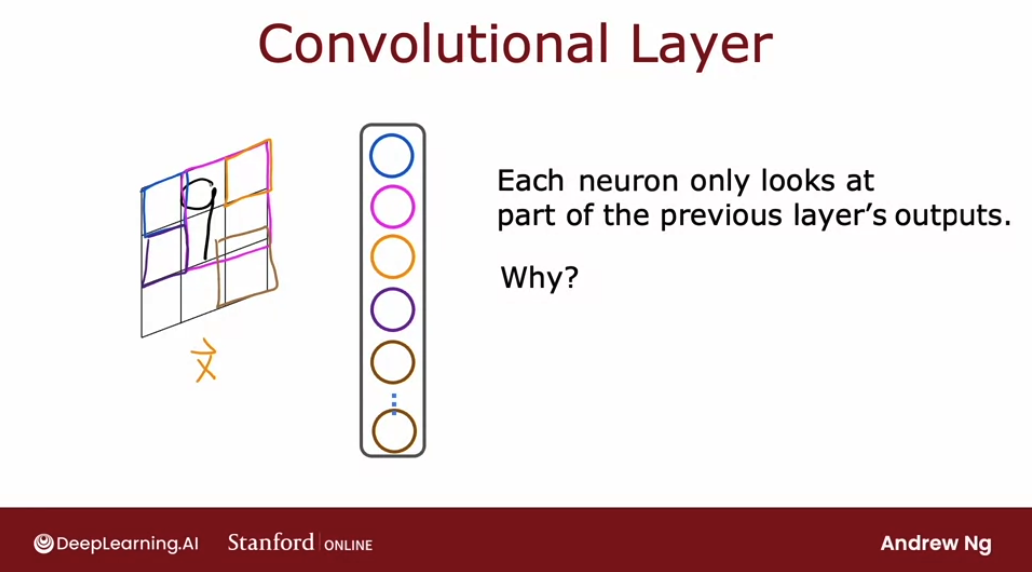 Convolutional Layer
9
x⃗
Each neuron only looks at
part of the previous layer’s outputs.
Why?
DeepLearning.AI
Stanford | ONLINE
Andrew Ng